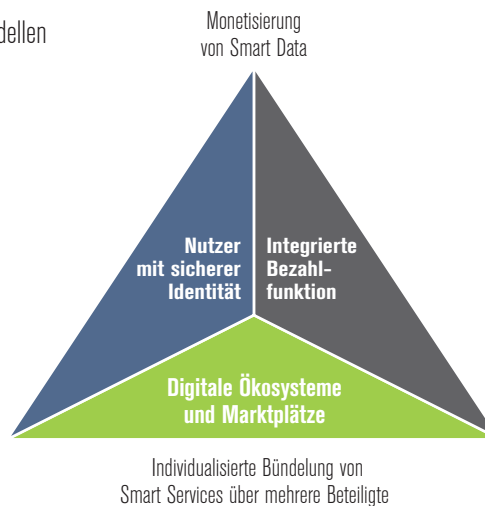 dellen
Monetisierung
von Smart Data
Nutzer
mit sicherer
Identität
Integrierte
Bezahl-
funktion
Digitale Ökosysteme
und Marktplätze
Individualisierte Bündelung von
Smart Services über mehrere Beteiligte